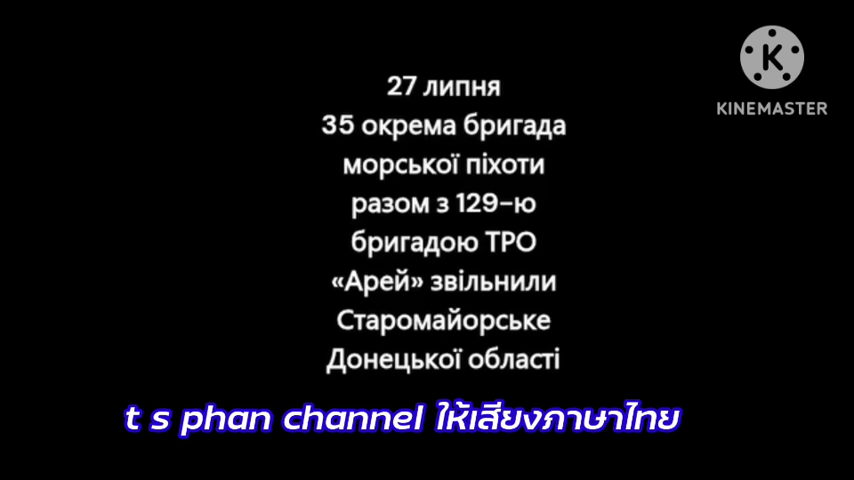 27 липня
35 окрема бригада
морської піхоти
разом з 129-ю
бригадою ТРО
«Арей» звільнили
Старомайорське
Донецької області
K
KINEMASTER
t s phan channel ให้เสียงภาษาไทย